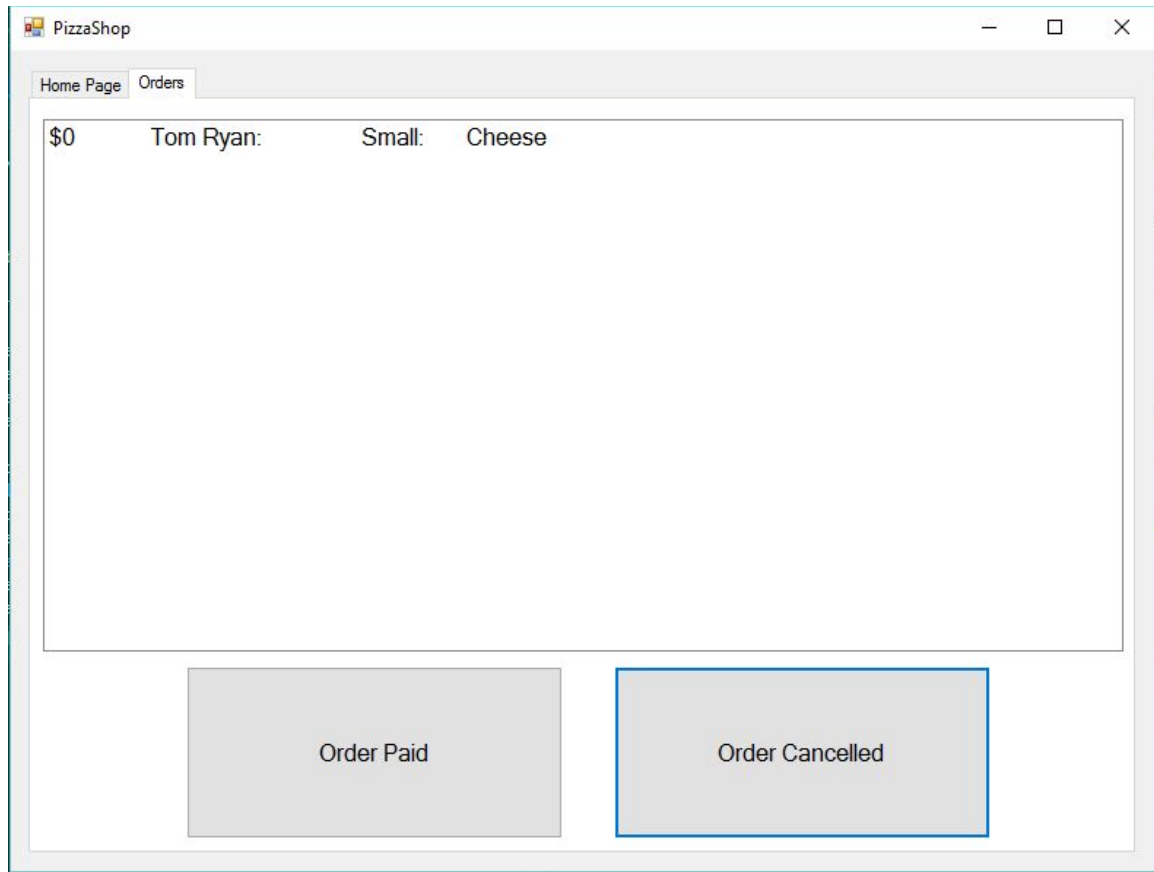 PizzaShop
Home Page Orders
$0 Tom Ryan: Small: Cheese
Order Paid Order Cancelled